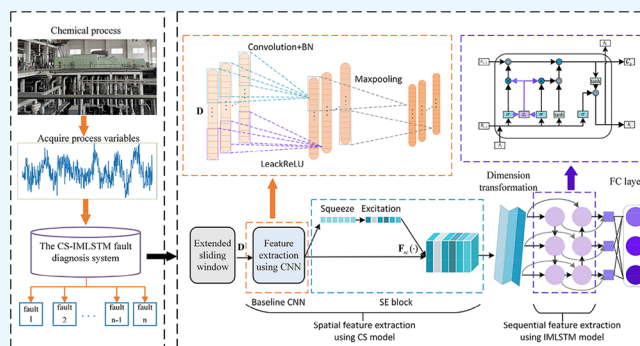 Chemical process
Acquire process variables
The CS-IMLSTM fault
diagnosis system
fault
1
fault
2
. . .
fault
n-1
fault
n
Convolution+BN
Maxpooling
D
LeackReLU
Squeeze
Excitation
Extended
sliding
window
D
Feature
extraction
using CNN
Baseline CNN
SE block
Spatial feature extraction
using CS model
Dimension
transformation
FC laye
Sequential feature extraction
using IMLSTM model